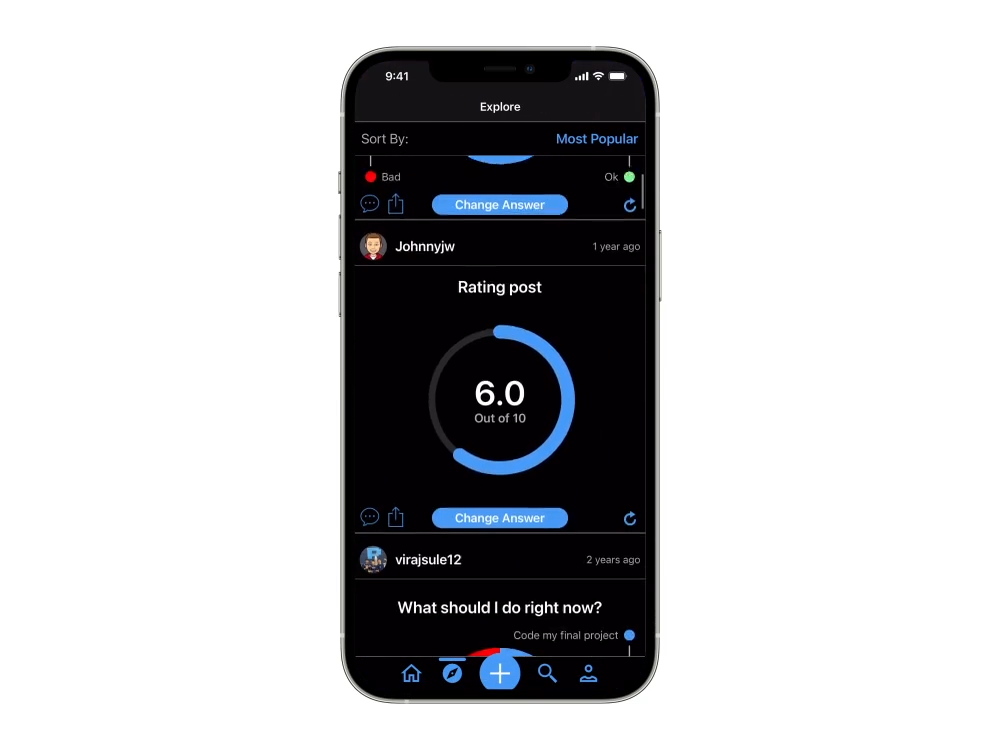 9:41
Explore
Sort By: Most Popular
Bad Ok
Change Answer
Johnnyjw 1 year ago
Rating post
6.0
Out of 10
Change Answer
virajsule12 2 years ago
What should I do right now?
Code my final project